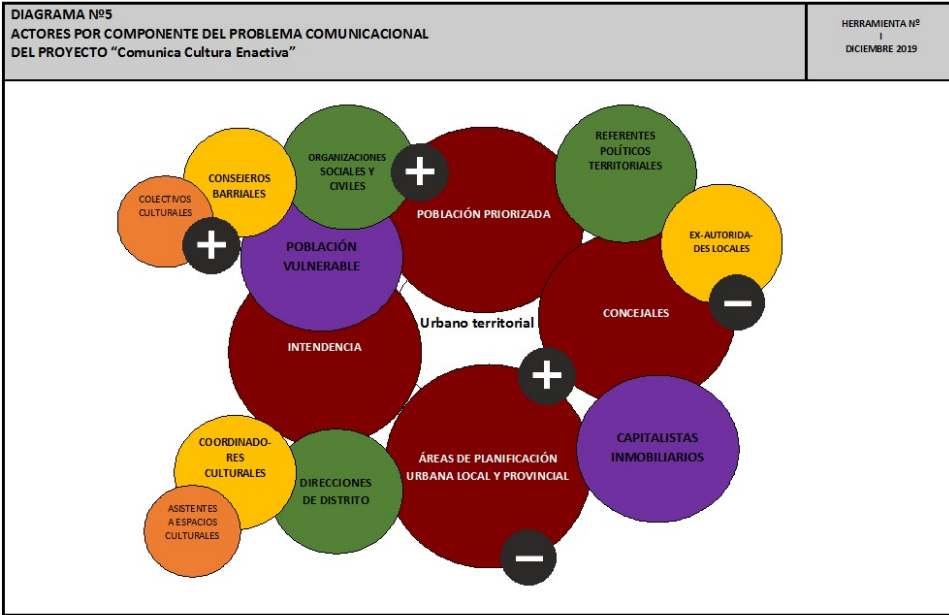 DIAGRAMA Nº5
ACTORES POR COMPONENTE DEL PROBLEMA COMUNICACIONAL
DEL PROYECTO “Comunica Cultura Enactiva”
HERRAMIENTA Nº
I
DICIEMBRE 2019
ORGANIZACIONES
SOCIALES Y
CIVILES
CONSEJEROS
BARRIALES
COLECTIVOS
CULTURALES
+
+
POBLACIÓN
VULNERABLE
POBLACIÓN PRIORIZADA
REFERENTES
POLÍTICOS
TERRITORIALES
EX-AUTORIDA-
DES LOCALES
−
CONCEJALES
Urbano territorial
INTENDENCIA
+
COORDINADO-
RES
CULTURALES
ASISTENTES
A ESPACIOS
CULTURALES
DIRECCIONES
DE DISTRITO
ÁREAS DE PLANIFICACIÓN
URBANA LOCAL Y PROVINCIAL
−
CAPITALISTAS
INMOBILIARIOS